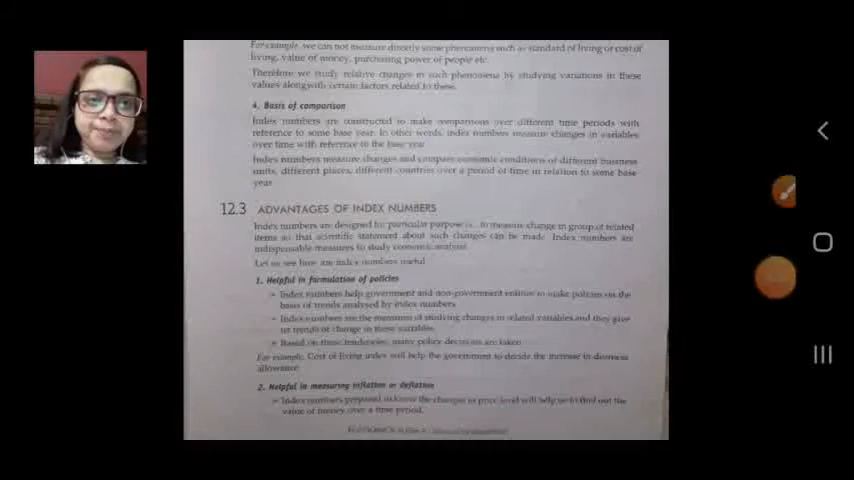 For example, we can not measure directly some phenomena such as standard of living or cost of
living, value of money, purchasing power of people etc.
Therefore we study relative changes in such phenomena by studying variations in these
values alongwith certain factors related to these.
4. Basis of comparison
Index numbers are constructed to make comparisons over different time periods with
reference to some base year. In other words, index numbers measure changes in variables
over time with reference to the base year
Index numbers measure changes and compare economic conditions of different business
units, different places, different countries over a period of time in relation to some base
year
12.3 ADVANTAGES OF INDEX NUMBERS
Index numbers are designed for particular purpose i.e. to measure change in group of related
items so that scientific statement about such changes can be made. Index numbers are
indispensable measures to study economic analysis.
Let us see how are index numbers useful
1. Helpful in formulation of policies
Index numbers help government and non-government entities to make policies on the
basis of trends analysed by index numbers.
Index numbers are the measures of studying changes in related variables and they give
us trends of change in these variables.
Based on these tendencies, many policy decisions are taken.
For example, Cost of living index will help the government to decide the increase in dearness
allowance.
2. Helpful in measuring inflation or deflation
Index numbers prepared to know the changes in price level will help us to find out the
value of money over a time period.